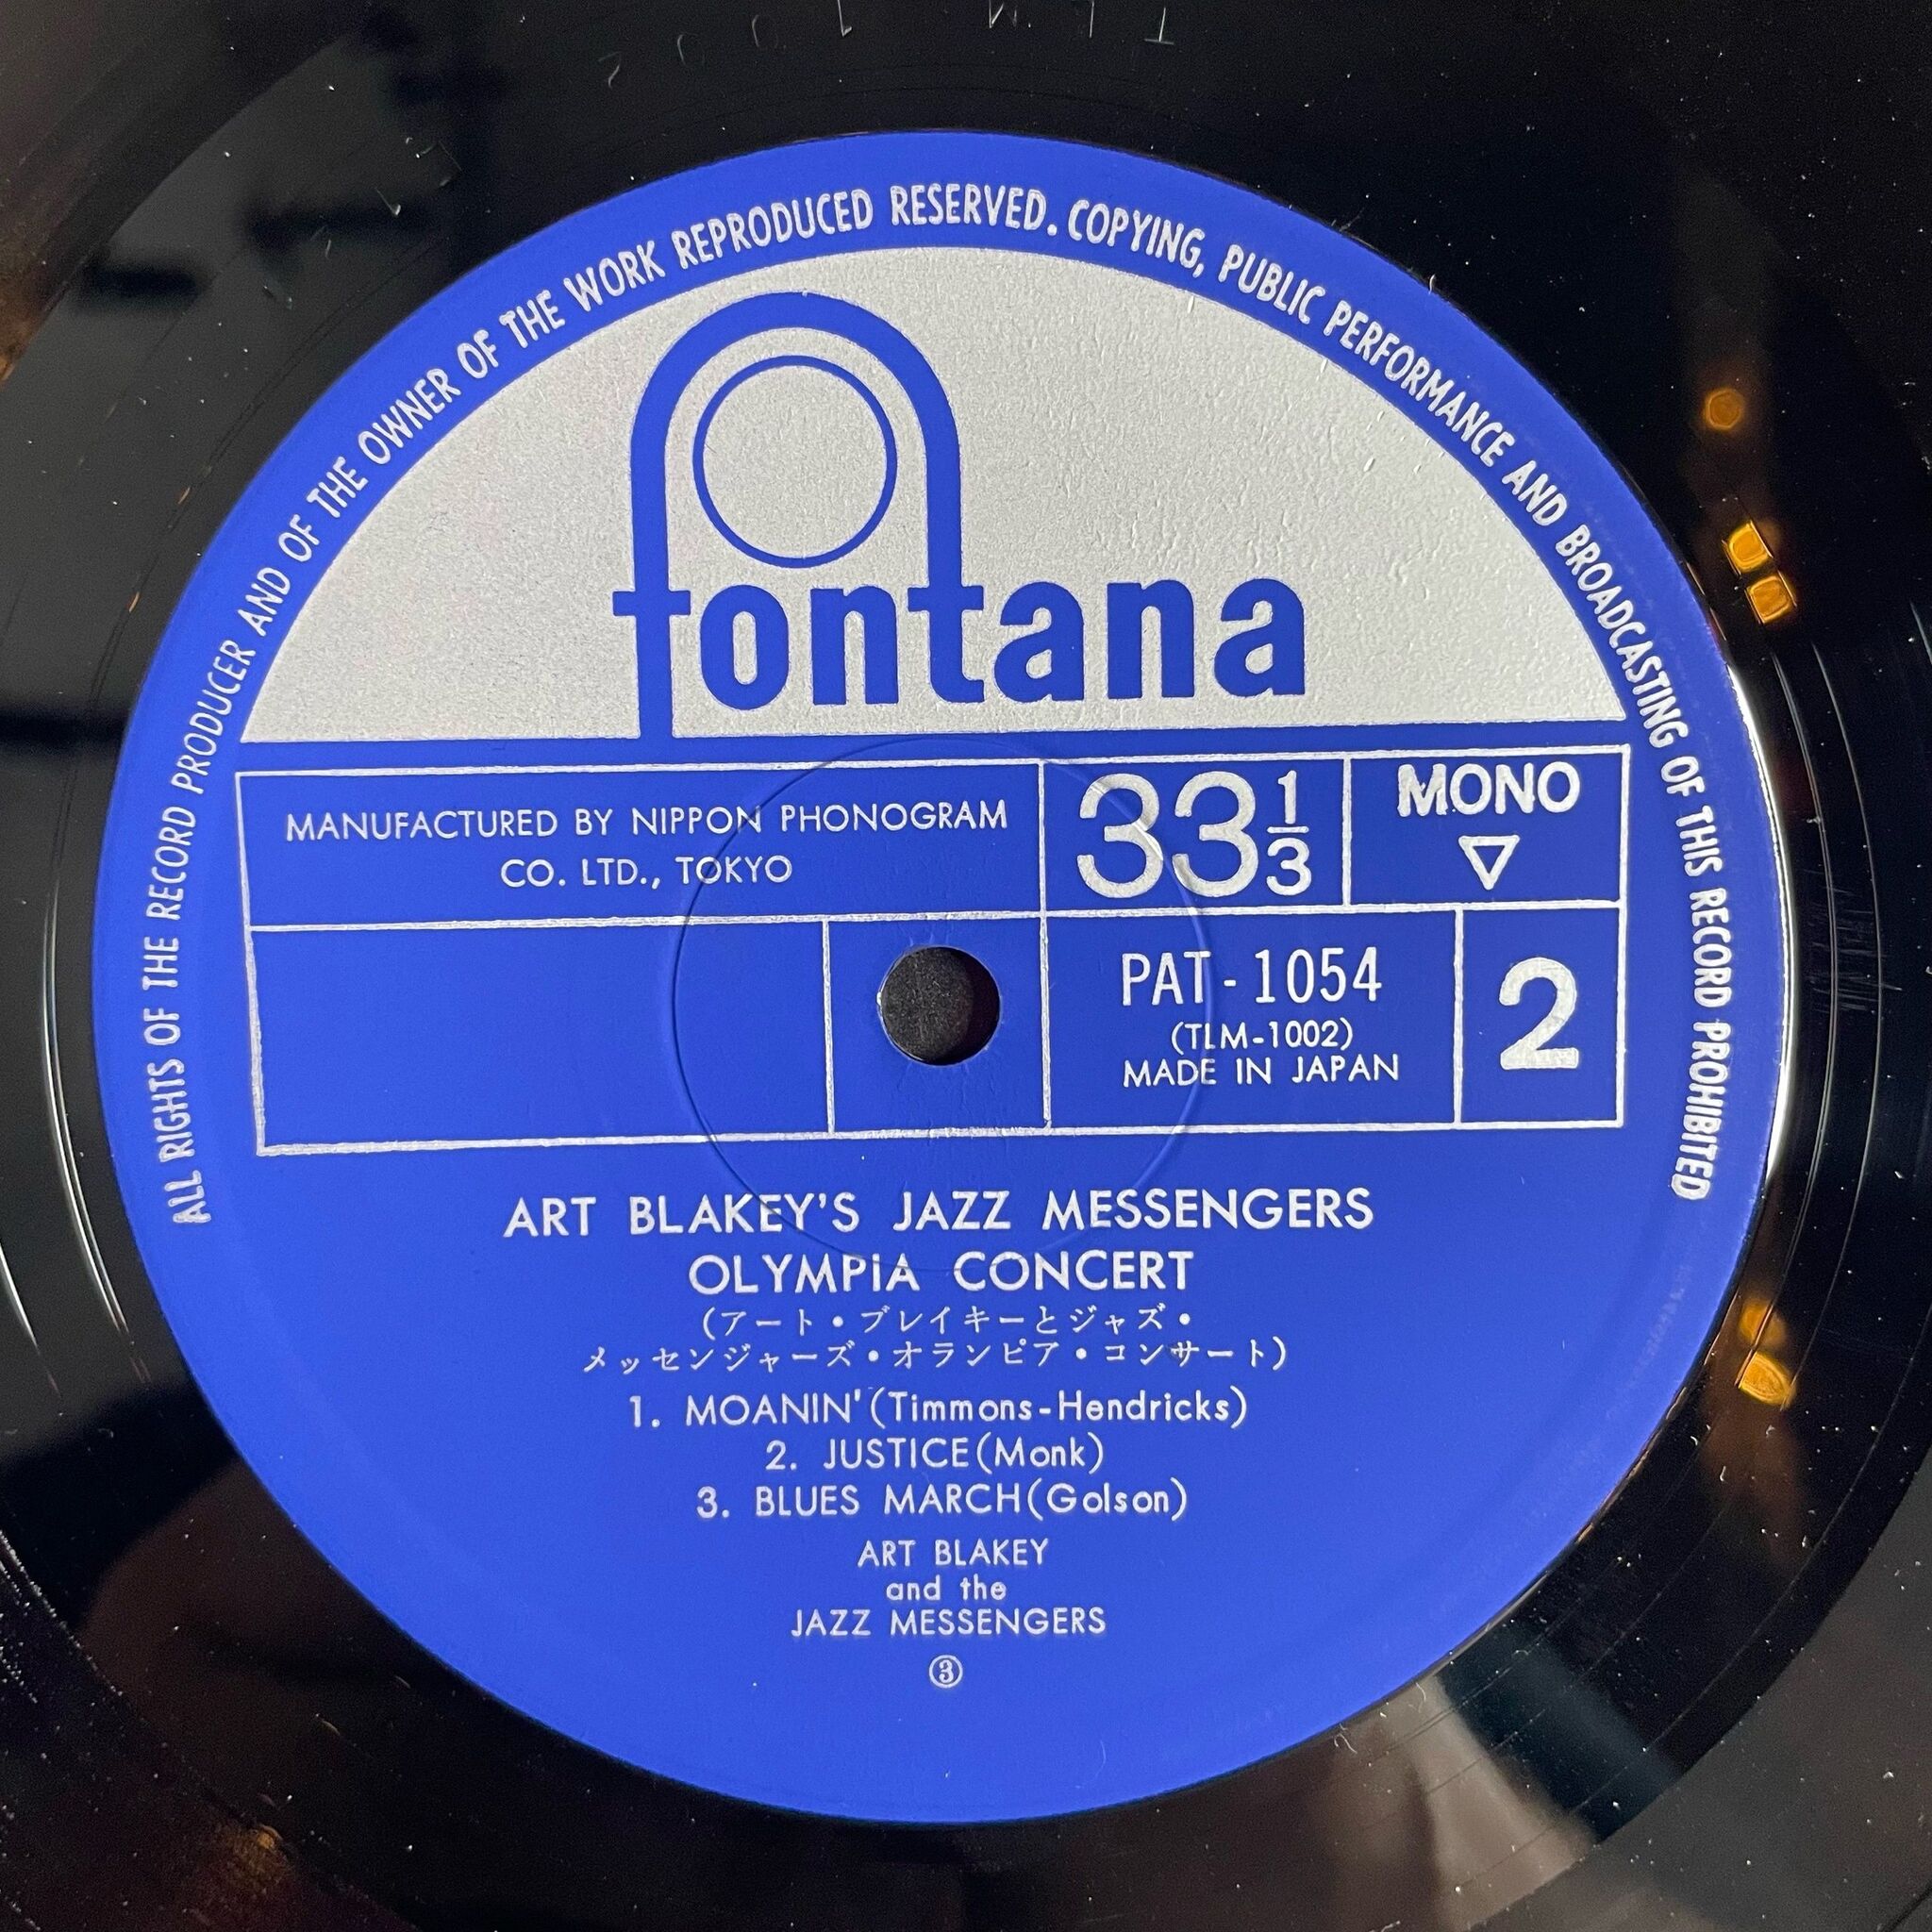 TLM 1002
ALL RIGHTS OF THE RECORD PRODUCER AND OF THE OWNER OF THE WORK REPRODUCED RESERVED. COPYING, PUBLIC PERFORMANCE AND BROADCASTING OF THIS RECORD PROHIBITED
fontana
MANUFACTURED BY NIPPON PHONOGRAM
CO. LTD., TOKYO
33 1/3
MONO
▽
PAT-1054
(TLM-1002)
MADE IN JAPAN
2
ART BLAKEY'S JAZZ MESSENGERS
OLYMPIA CONCERT
(アート・ブレイキーとジャズ・
メッセンジャーズ・オランピア・コンサート)
1. MOANIN'(Timmons-Hendricks)
2. JUSTICE(Monk)
3. BLUES MARCH(Golson)
ART BLAKEY
and the
JAZZ MESSENGERS
③